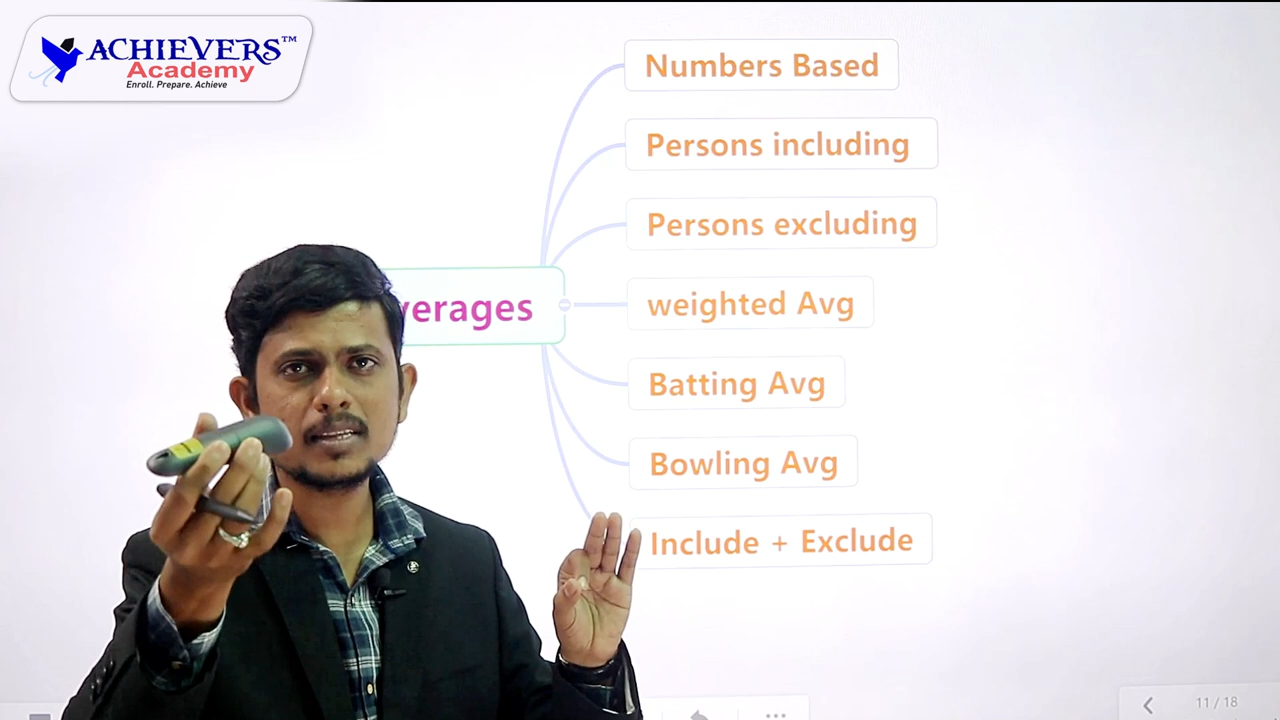 ACHIEVERS™
Academy
Enroll. Prepare. Achieve
Numbers Based
Persons including
Persons excluding
verages
weighted Avg
Batting Avg
Bowling Avg
Include + Exclude
11 / 18